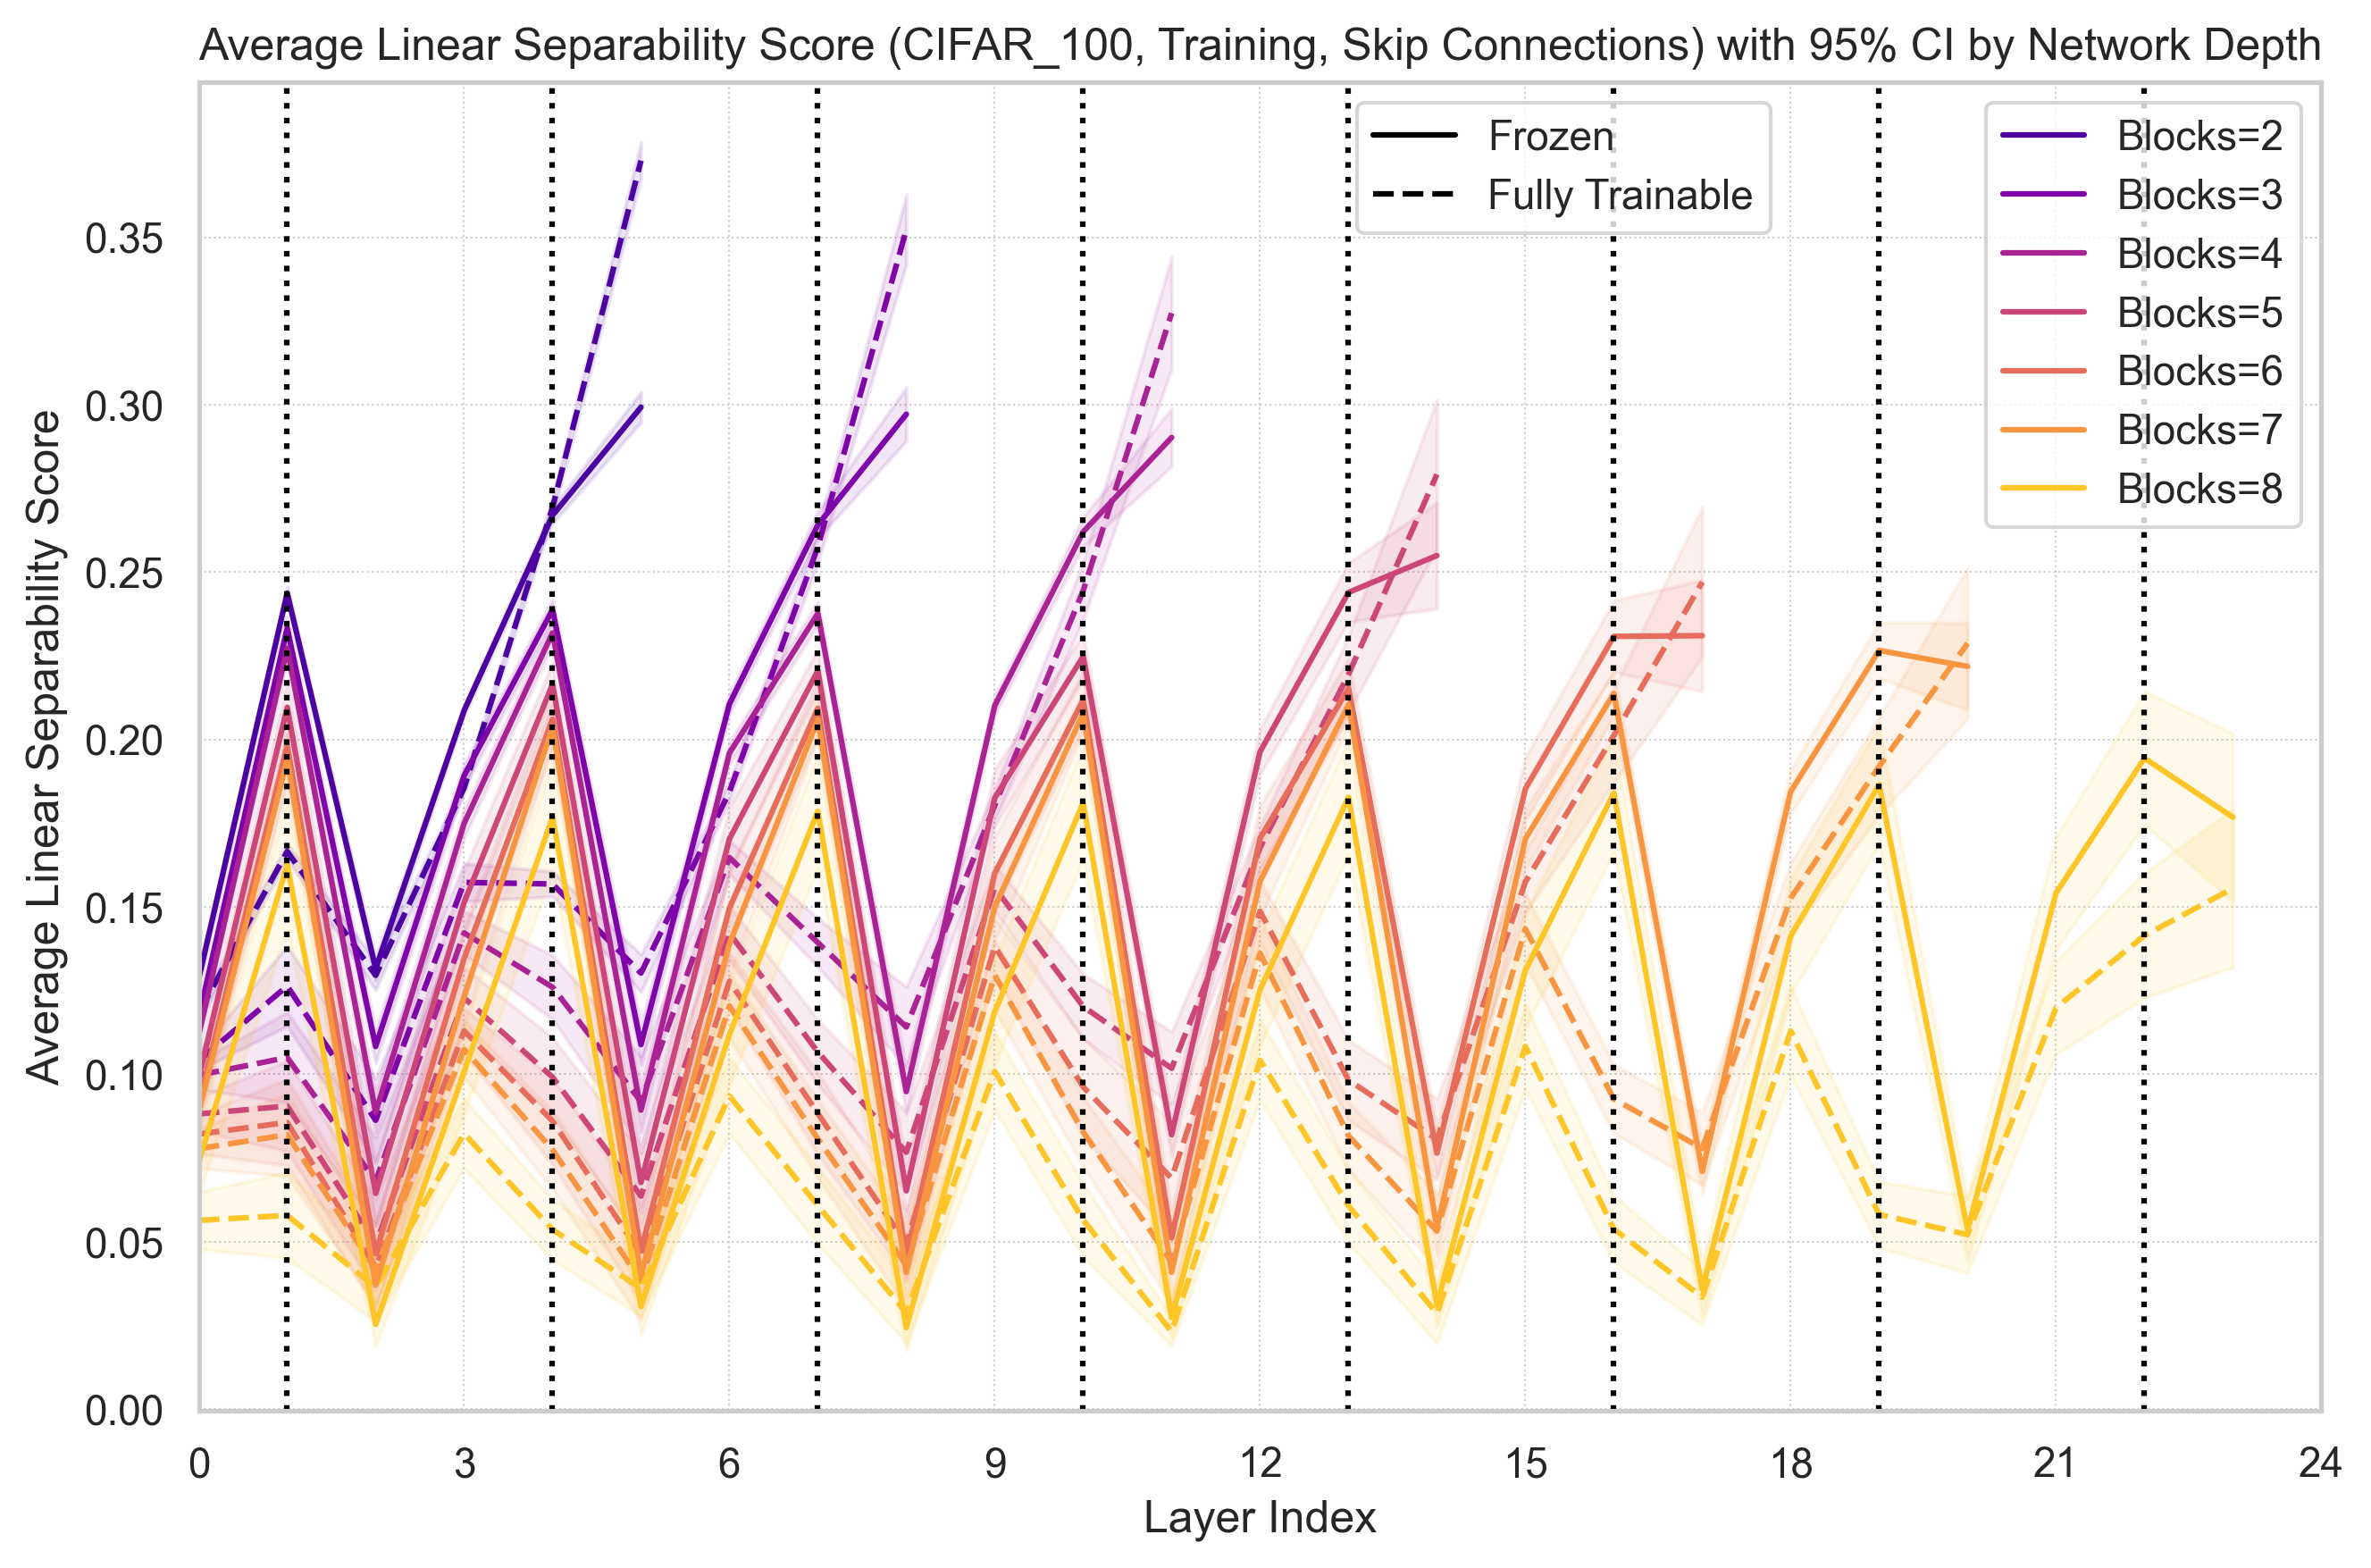 Average Linear Separability Score (CIFAR_100, Training, Skip Connections) with 95% CI by Network Depth
Frozen
Fully Trainable
Blocks=2
Blocks=3
Blocks=4
Blocks=5
Blocks=6
Blocks=7
Blocks=8
Average Linear Separability Score
0.35
0.30
0.25
0.20
0.15
0.10
0.05
0.00
0 3 6 9 12 15 18 21 24
Layer Index